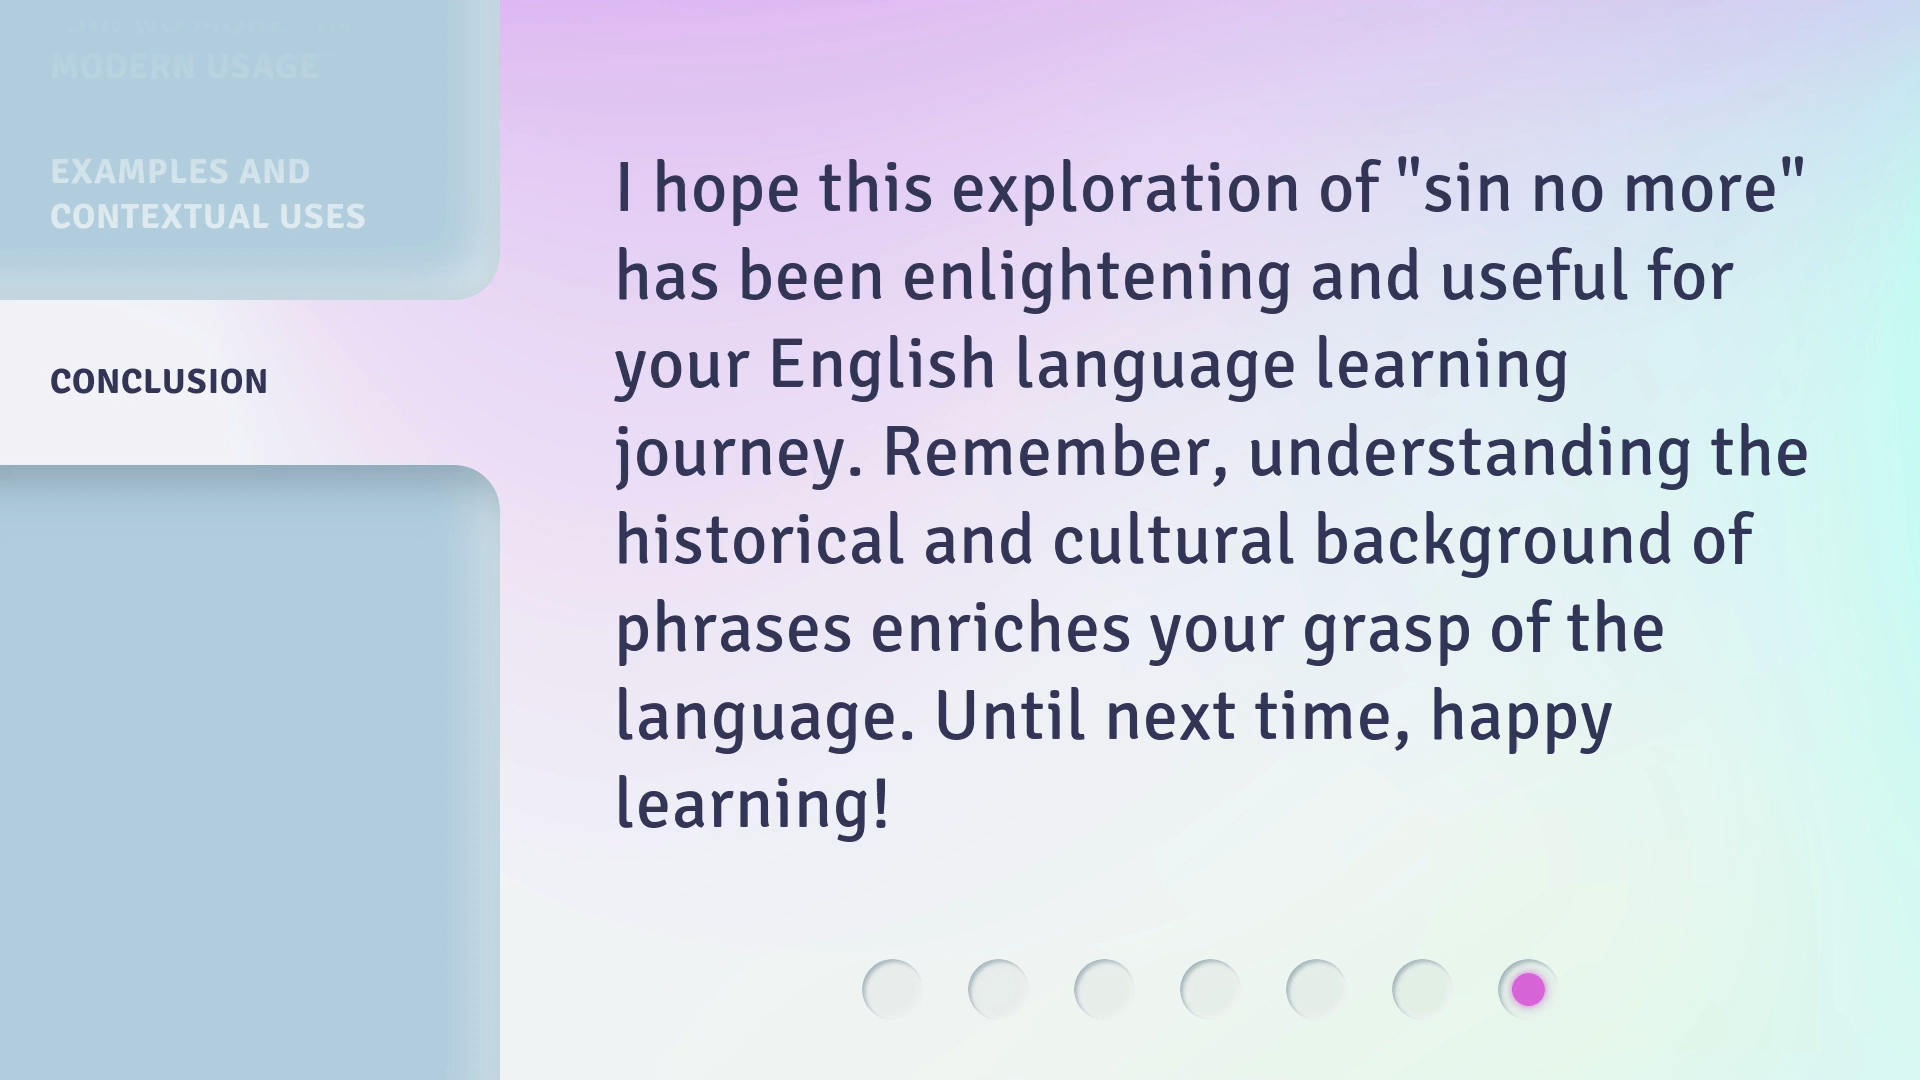 MODERN USAGE
EXAMPLES AND
CONTEXTUAL USES
CONCLUSION
I hope this exploration of "sin no more"
has been enlightening and useful for
your English language learning
journey. Remember, understanding the
historical and cultural background of
phrases enriches your grasp of the
language. Until next time, happy
learning!